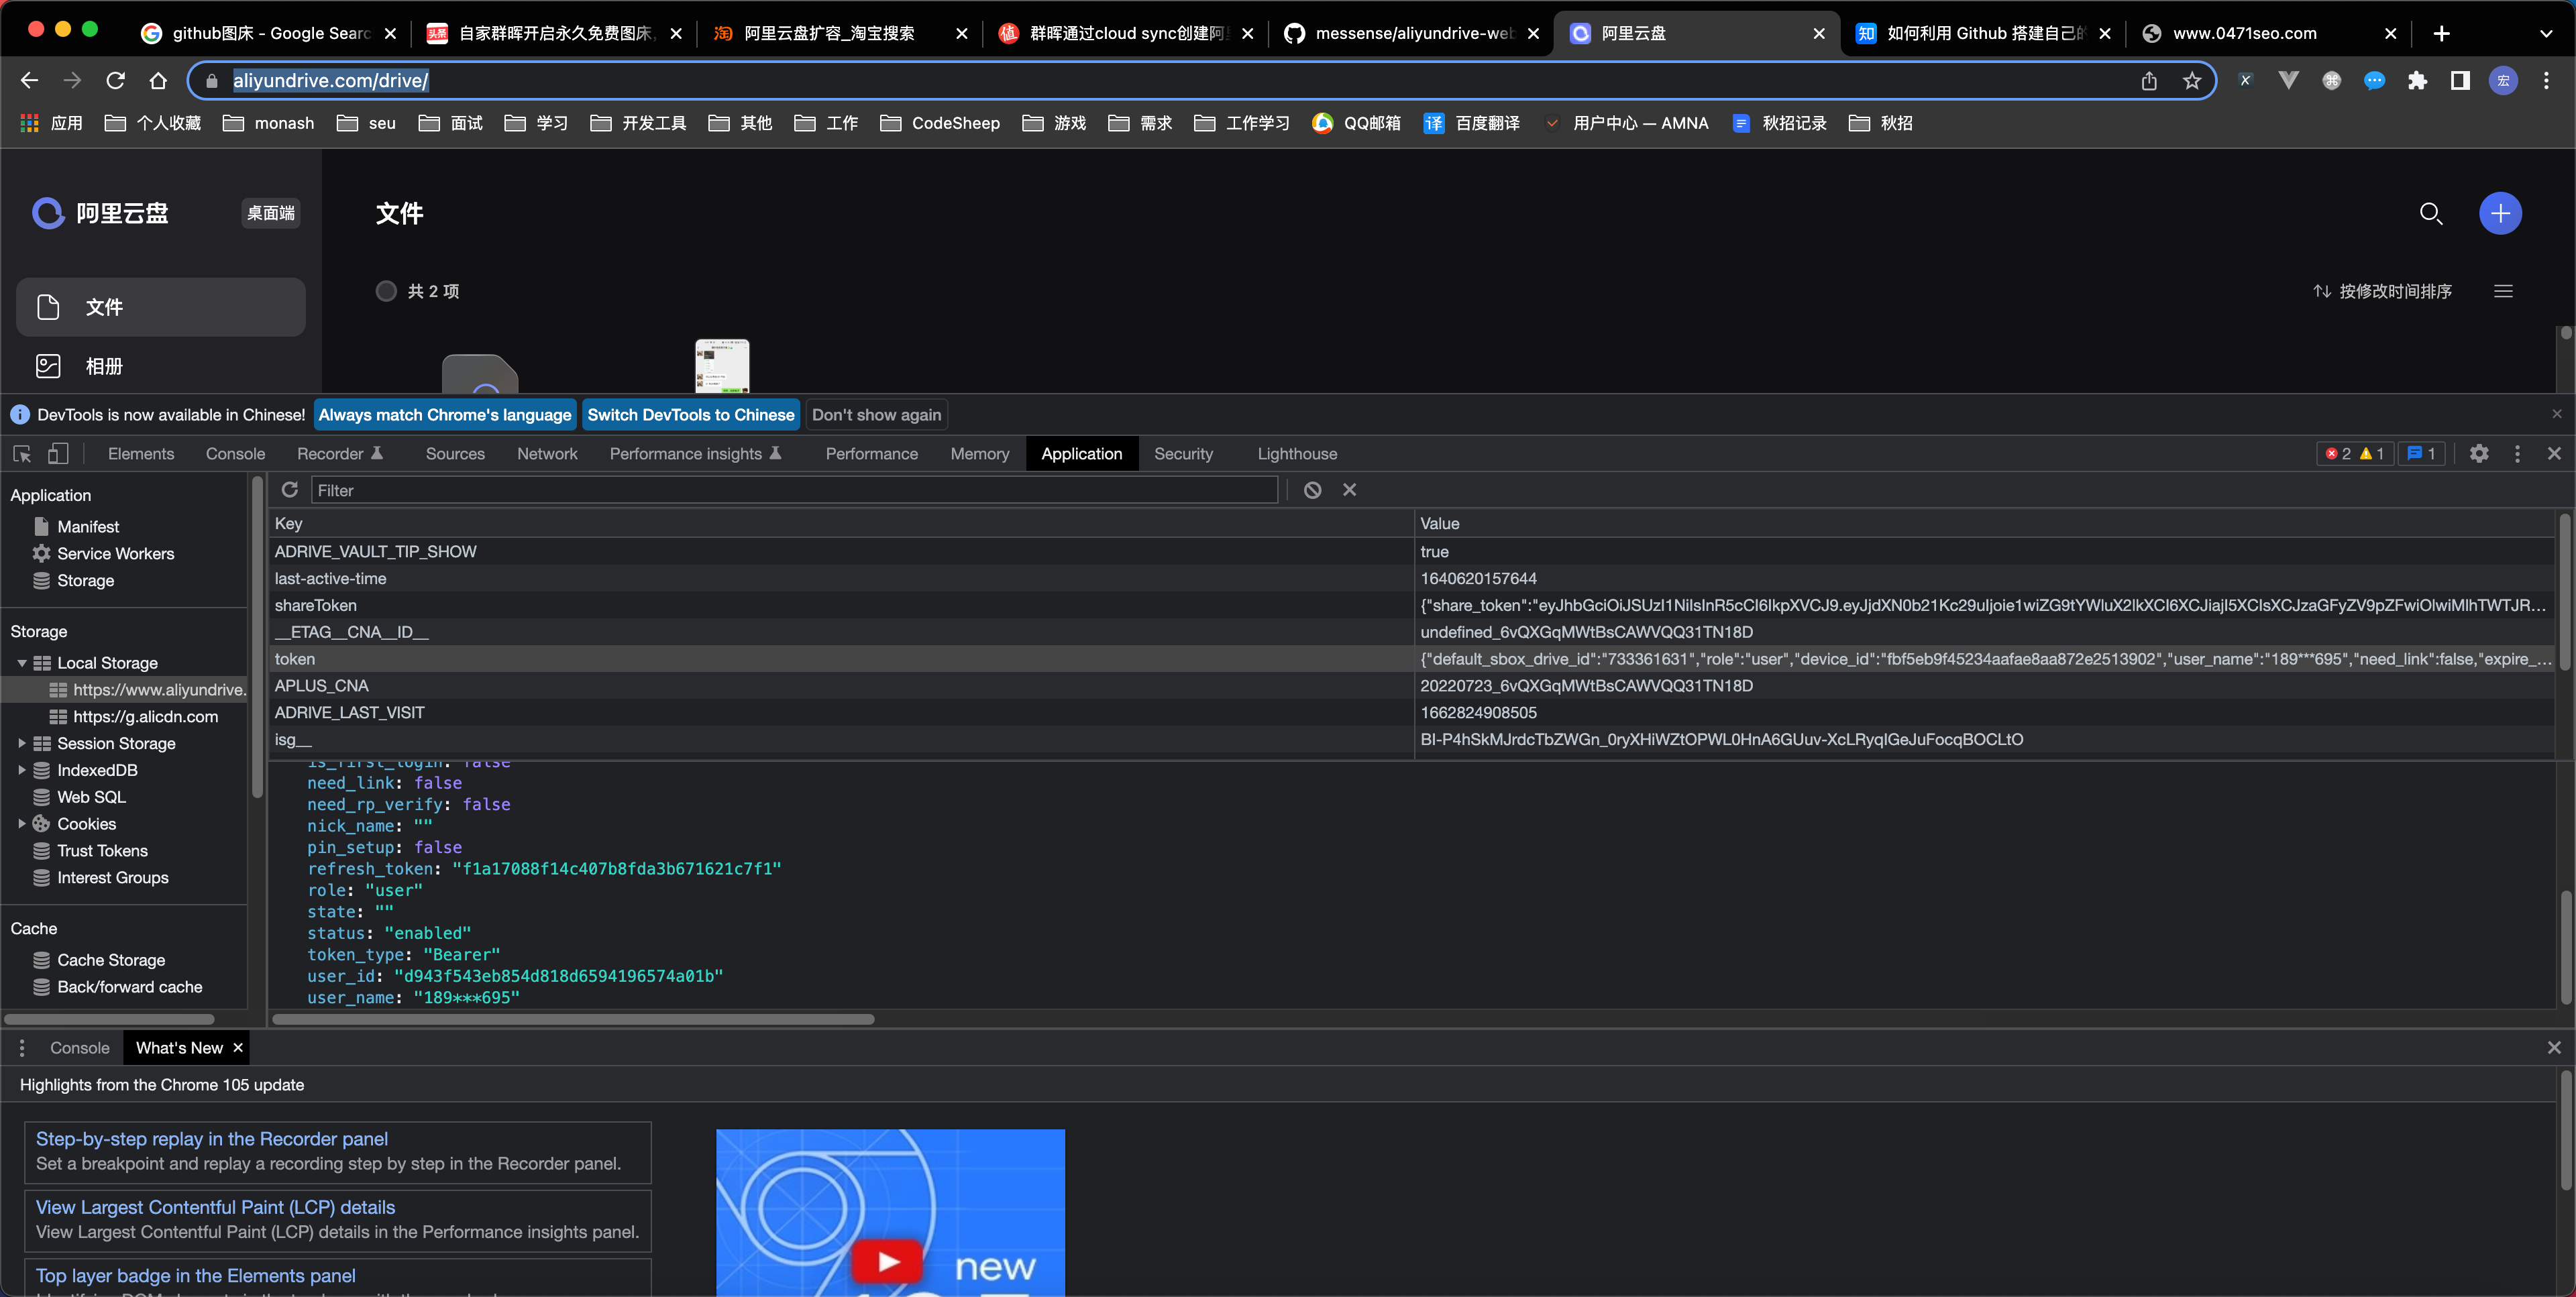 github图床 - Google Searc
自家群晖开启永久免费图床,
阿里云盘扩容_淘宝搜索
群晖通过cloud sync创建阿里
messense/aliyundrive-web
阿里云盘
如何利用 Github 搭建自己的
www.0471seo.com
aliyundrive.com/drive/
应用
个人收藏
monash
seu
面试
学习
开发工具
其他
工作
CodeSheep
游戏
需求
工作学习
QQ邮箱
百度翻译
用户中心 — AMNA
秋招记录
秋招
阿里云盘
桌面端
文件
文件
共 2 项
按修改时间排序
相册
DevTools is now available in Chinese!
Always match Chrome's language
Switch DevTools to Chinese
Don't show again
Elements
Console
Recorder
Sources
Network
Performance insights
Performance
Memory
Application
Security
Lighthouse
2
1
1
Application
Manifest
Service Workers
Storage
Storage
Local Storage
https://www.aliyundrive.
https://g.alicdn.com
Session Storage
IndexedDB
Web SQL
Cookies
Trust Tokens
Interest Groups
Cache
Cache Storage
Back/forward cache
Filter
Key Value
ADRIVE_VAULT_TIP_SHOW true
last-active-time 1640620157644
shareToken {"share_token":"eyJhbGciOiJSUzI1NiIsInR5cCI6IkpXVCJ9.eyJjdXN0b21Kc29uIjoie1wiZG9tYWluX2lkXCI6XCJiajI5XCIsXCJzaGFyZV9pZFwiOlwiMlhTWTJR...
__ETAG__CNA__ID__ undefined_6vQXGqMWtBsCAWVQQ31TN18D
token {"default_sbox_drive_id":"733361631","role":"user","device_id":"fbf5eb9f45234aafae8aa872e2513902","user_name":"189***695","need_link":false,"expire_...
APLUS_CNA 20220723_6vQXGqMWtBsCAWVQQ31TN18D
ADRIVE_LAST_VISIT 1662824908505
isg__ BI-P4hSkMJrdcTbZWGn_0ryXHiWZtOPWL0HnA6GUuv-XcLRyqIGeJuFocqBOCLtO
is_first_login: false
need_link: false
need_rp_verify: false
nick_name: ""
pin_setup: false
refresh_token: "f1a17088f14c407b8fda3b671621c7f1"
role: "user"
state: ""
status: "enabled"
token_type: "Bearer"
user_id: "d943f543eb854d818d6594196574a01b"
user_name: "189***695"
Console
What's New
Highlights from the Chrome 105 update
Step-by-step replay in the Recorder panel
Set a breakpoint and replay a recording step by step in the Recorder panel.
View Largest Contentful Paint (LCP) details
View Largest Contentful Paint (LCP) details in the Performance insights panel.
Top layer badge in the Elements panel
new